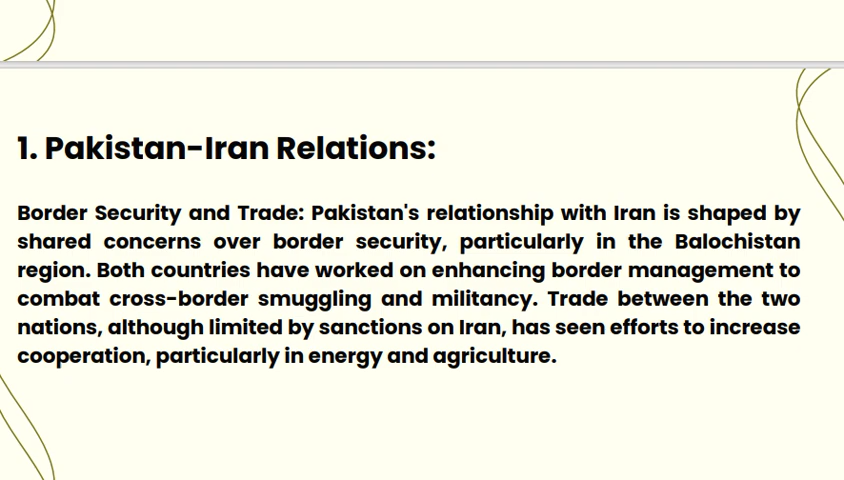 1. Pakistan-Iran Relations:
Border Security and Trade: Pakistan's relationship with Iran is shaped by
shared concerns over border security, particularly in the Balochistan
region. Both countries have worked on enhancing border management to
combat cross-border smuggling and militancy. Trade between the two
nations, although limited by sanctions on Iran, has seen efforts to increase
cooperation, particularly in energy and agriculture.